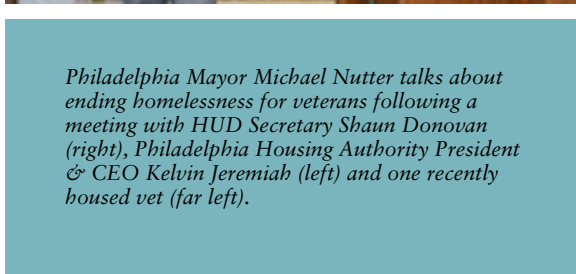 Philadelphia Mayor Michael Nutter talks about
ending homelessness for veterans following a
meeting with HUD Secretary Shaun Donovan
(right), Philadelphia Housing Authority President
& CEO Kelvin Jeremiah (left) and one recently
housed vet (far left).